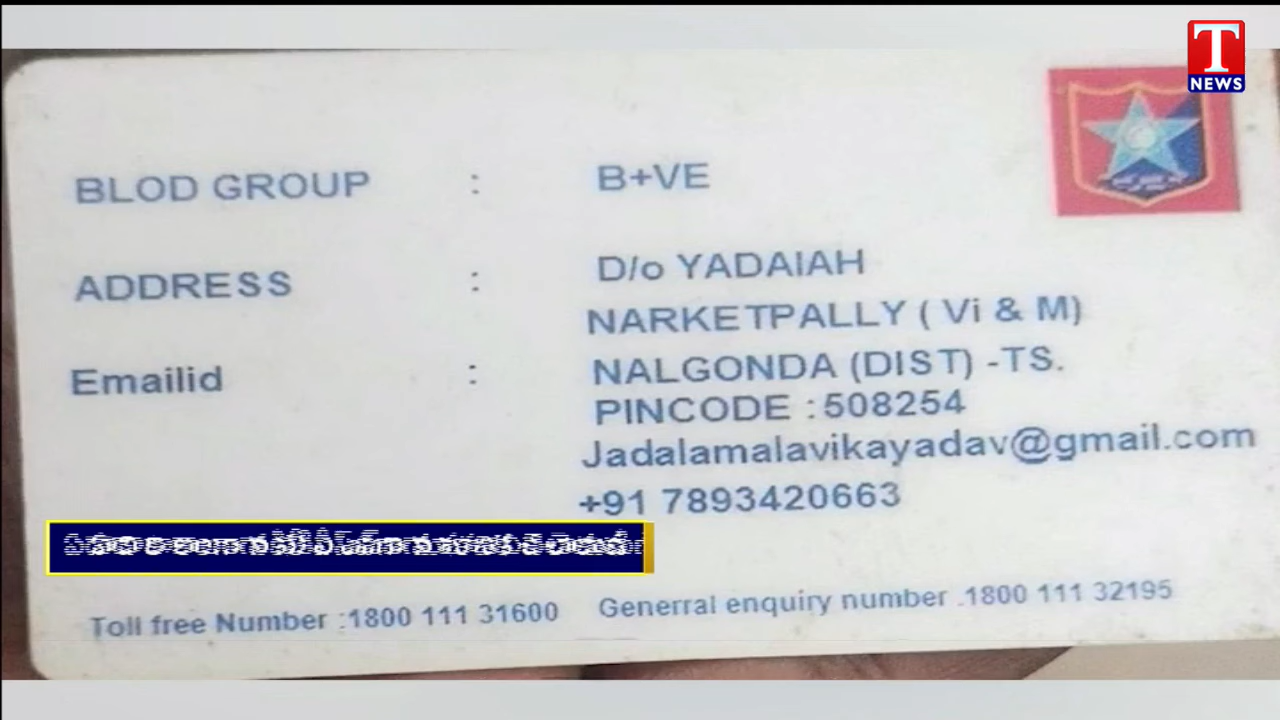 T
NEWS
BLOD GROUP : B+VE
ADDRESS : D/o YADAIAH
NARKETPALLY ( Vi & M)
Emailid : NALGONDA (DIST) -TS.
PINCODE : 508254
Jadalamalavikayadav@gmail.com
+91 7893420663
Toll free Number :1800 111 31600 Generral enquiry number .1800 111 32195